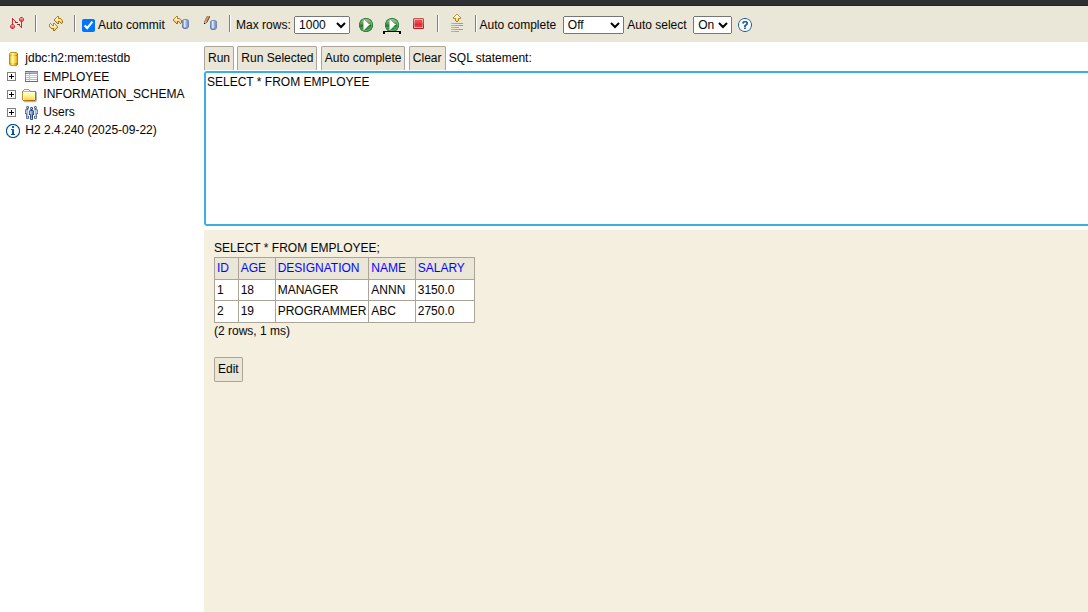 Auto commit Max rows: 1000 Auto complete Off Auto select On ?
jdbc:h2:mem:testdb
EMPLOYEE
INFORMATION_SCHEMA
Users
H2 2.4.240 (2025-09-22)
Run Run Selected Auto complete Clear SQL statement:
SELECT * FROM EMPLOYEE
SELECT * FROM EMPLOYEE;
ID AGE DESIGNATION NAME SALARY
1 18 MANAGER ANNN 3150.0
2 19 PROGRAMMER ABC 2750.0
(2 rows, 1 ms)
Edit